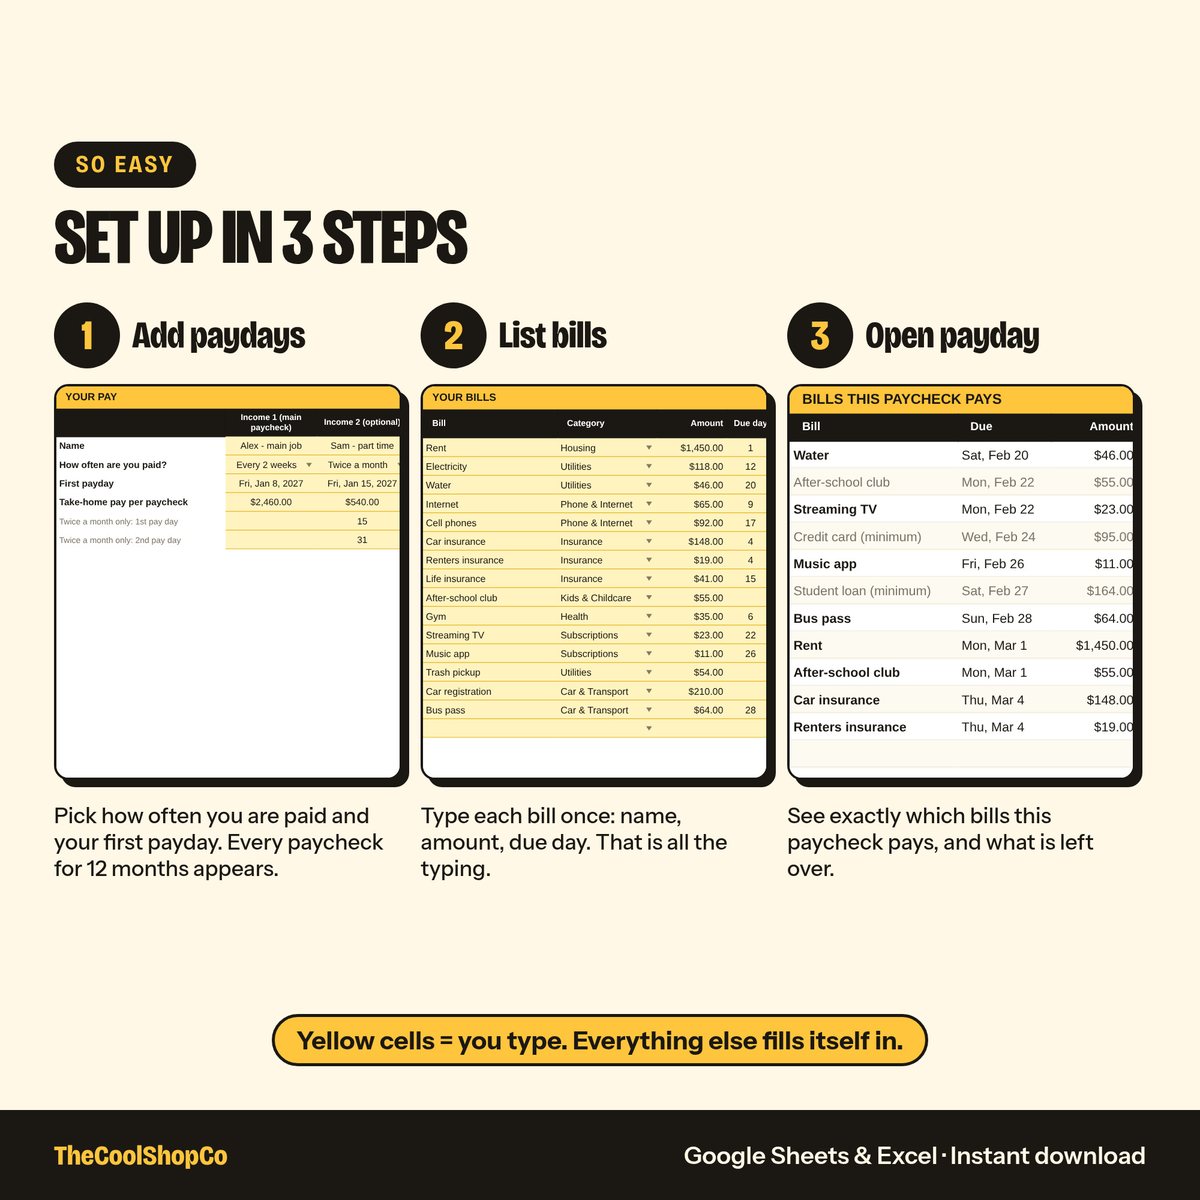 SO EASY
SET UP IN 3 STEPS
1 Add paydays
YOUR PAY
Income 1 (main paycheck) Income 2 (optional)
Name Alex - main job Sam - part time
How often are you paid? Every 2 weeks Twice a month
First payday Fri, Jan 8, 2027 Fri, Jan 15, 2027
Take-home pay per paycheck $2,460.00 $540.00
Twice a month only: 1st pay day 15
Twice a month only: 2nd pay day 31
Pick how often you are paid and
your first payday. Every paycheck
for 12 months appears.
2 List bills
YOUR BILLS
Bill Category Amount Due day
Rent Housing $1,450.00 1
Electricity Utilities $118.00 12
Water Utilities $46.00 20
Internet Phone & Internet $65.00 9
Cell phones Phone & Internet $92.00 17
Car insurance Insurance $148.00 4
Renters insurance Insurance $19.00 4
Life insurance Insurance $41.00 15
After-school club Kids & Childcare $55.00
Gym Health $35.00 6
Streaming TV Subscriptions $23.00 22
Music app Subscriptions $11.00 26
Trash pickup Utilities $54.00
Car registration Car & Transport $210.00
Bus pass Car & Transport $64.00 28
Type each bill once: name,
amount, due day. That is all the
typing.
3 Open payday
BILLS THIS PAYCHECK PAYS
Bill Due Amount
Water Sat, Feb 20 $46.00
After-school club Mon, Feb 22 $55.00
Streaming TV Mon, Feb 22 $23.00
Credit card (minimum) Wed, Feb 24 $95.00
Music app Fri, Feb 26 $11.00
Student loan (minimum) Sat, Feb 27 $164.00
Bus pass Sun, Feb 28 $64.00
Rent Mon, Mar 1 $1,450.00
After-school club Mon, Mar 1 $55.00
Car insurance Thu, Mar 4 $148.00
Renters insurance Thu, Mar 4 $19.00
See exactly which bills this
paycheck pays, and what is left
over.
Yellow cells = you type. Everything else fills itself in.
TheCoolShopCo
Google Sheets & Excel · Instant download